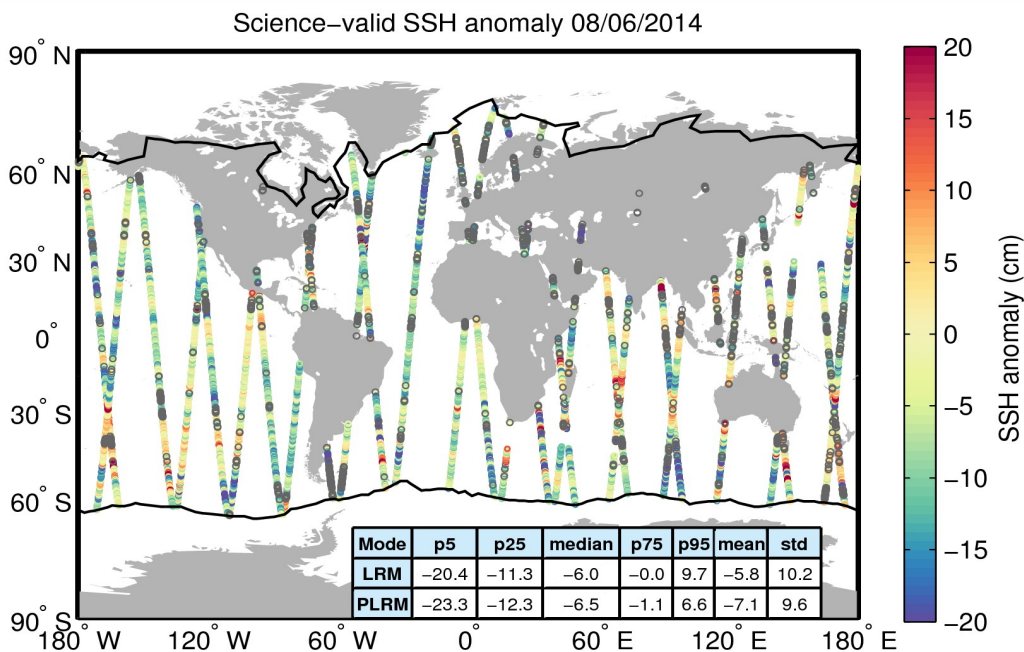 Science−valid SSH anomaly 08/06/2014
90° N
60° N
30° N
0°
30° S
60° S
90° S
180° W
120° W
60° W
0°
60° E
120° E
180° E
Mode p5 p25 median p75 p95 mean std
LRM −20.4 −11.3 −6.0 −0.0 9.7 −5.8 10.2
PLRM −23.3 −12.3 −6.5 −1.1 6.6 −7.1 9.6
20
15
10
5
0
−5
−10
−15
−20
SSH anomaly (cm)